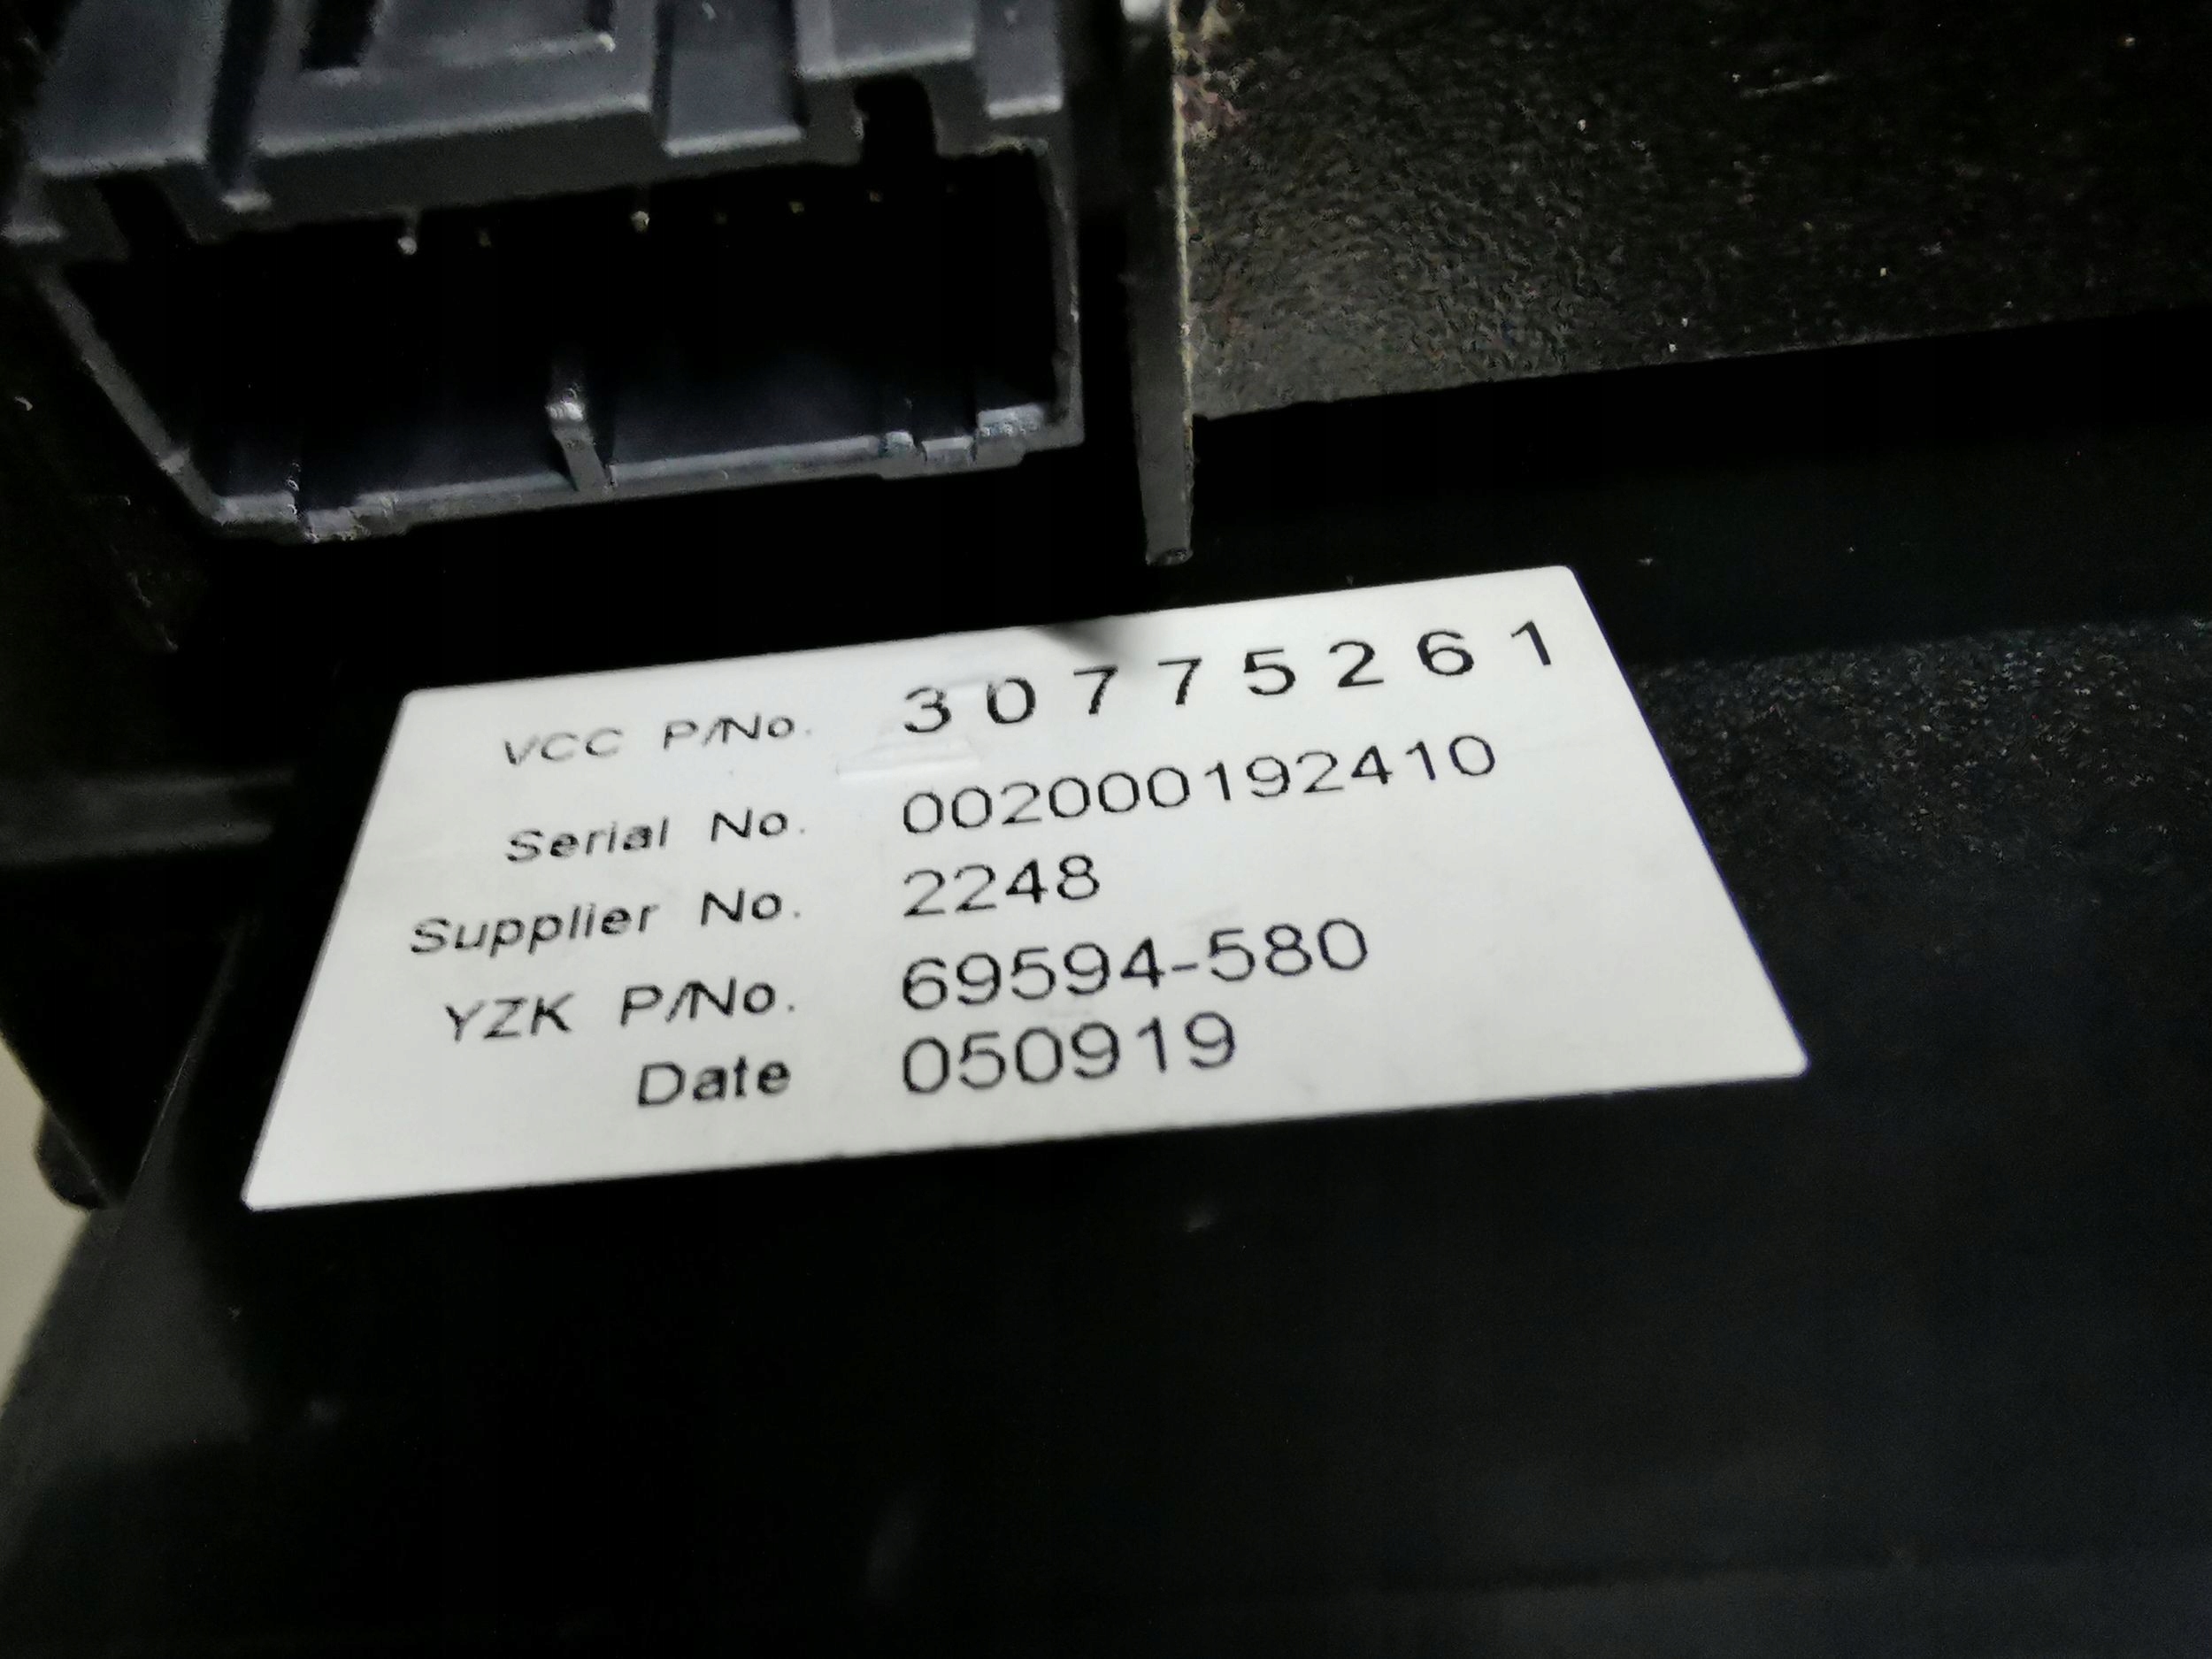 VCC P/No. 30775261
Serial No. 002000192410
Supplier No. 2248
YZK P/No. 69594-580
Date 050919